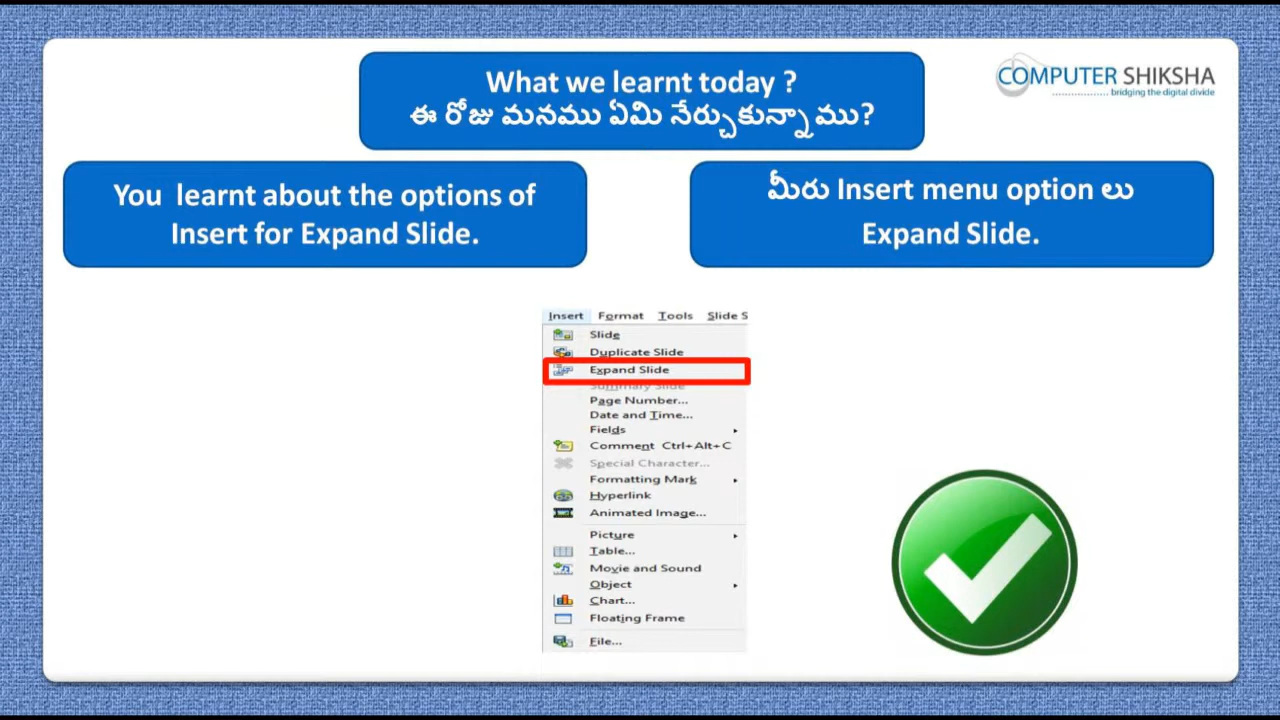 What we learnt today ?
ఈ రోజు మనము ఏమి నేర్చుకున్నాము?
COMPUTER SHIKSHA
bridging the digital divide
You learnt about the options of
Insert for Expand Slide.
మీరు Insert menu option లు
Expand Slide.
Insert Format Tools Slide S
Slide
Duplicate Slide
Expand Slide
Summary Slide
Page Number...
Date and Time...
Fields
Comment Ctrl+Alt+C
Special Character...
Formatting Mark
Hyperlink
Animated Image...
Picture
Table...
Movie and Sound
Object
Chart...
Floating Frame
File...